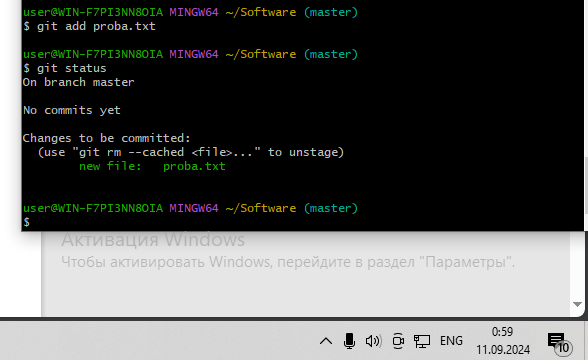 user@WIN-F7PI3NN8OIA MINGW64 ~/Software (master)
$ git add proba.txt
user@WIN-F7PI3NN8OIA MINGW64 ~/Software (master)
$ git status
On branch master
No commits yet
Changes to be committed:
  (use "git rm --cached <file>..." to unstage)
        new file:   proba.txt
user@WIN-F7PI3NN8OIA MINGW64 ~/Software (master)
$
Активация Windows
Чтобы активировать Windows, перейдите в раздел "Параметры".
ENG
0:59
11.09.2024
10